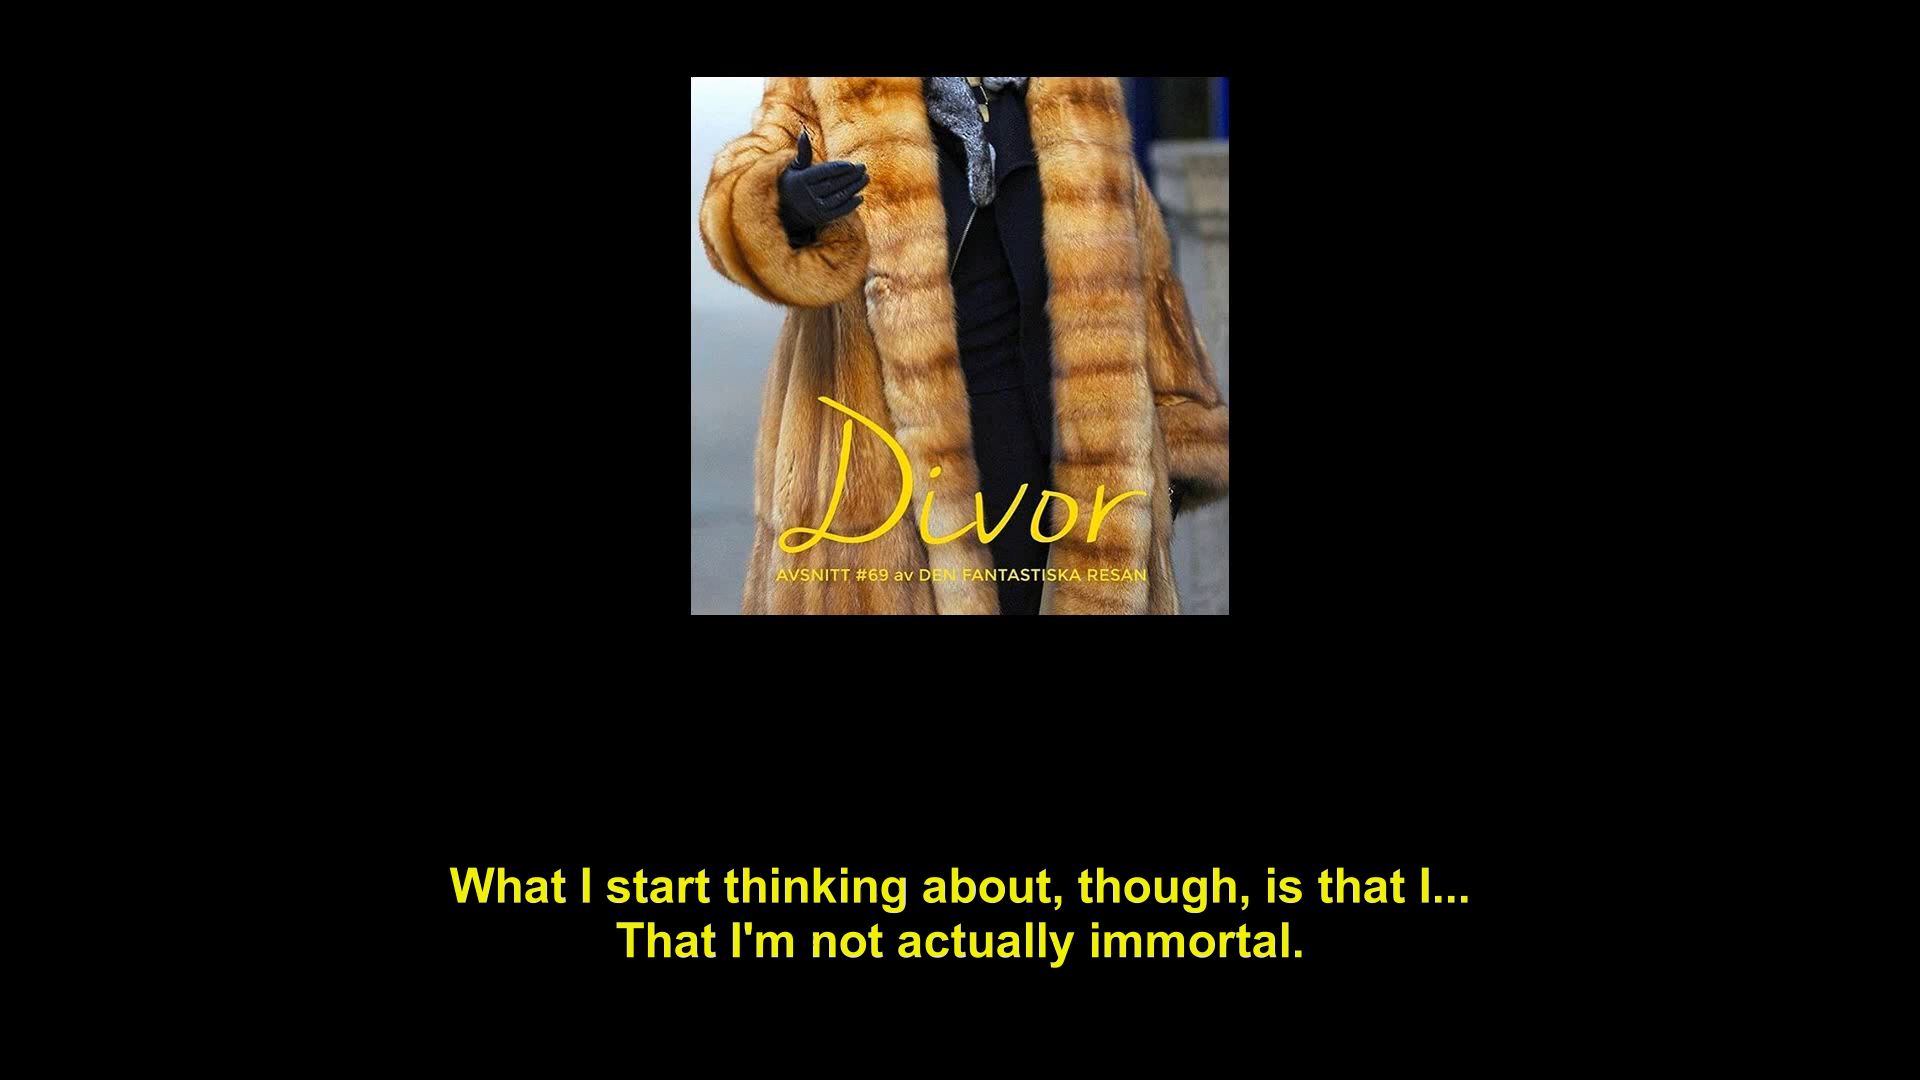 Divor
AVSNITT #69 av DEN FANTASTISKA RESAN
What I start thinking about, though, is that I...
That I'm not actually immortal.